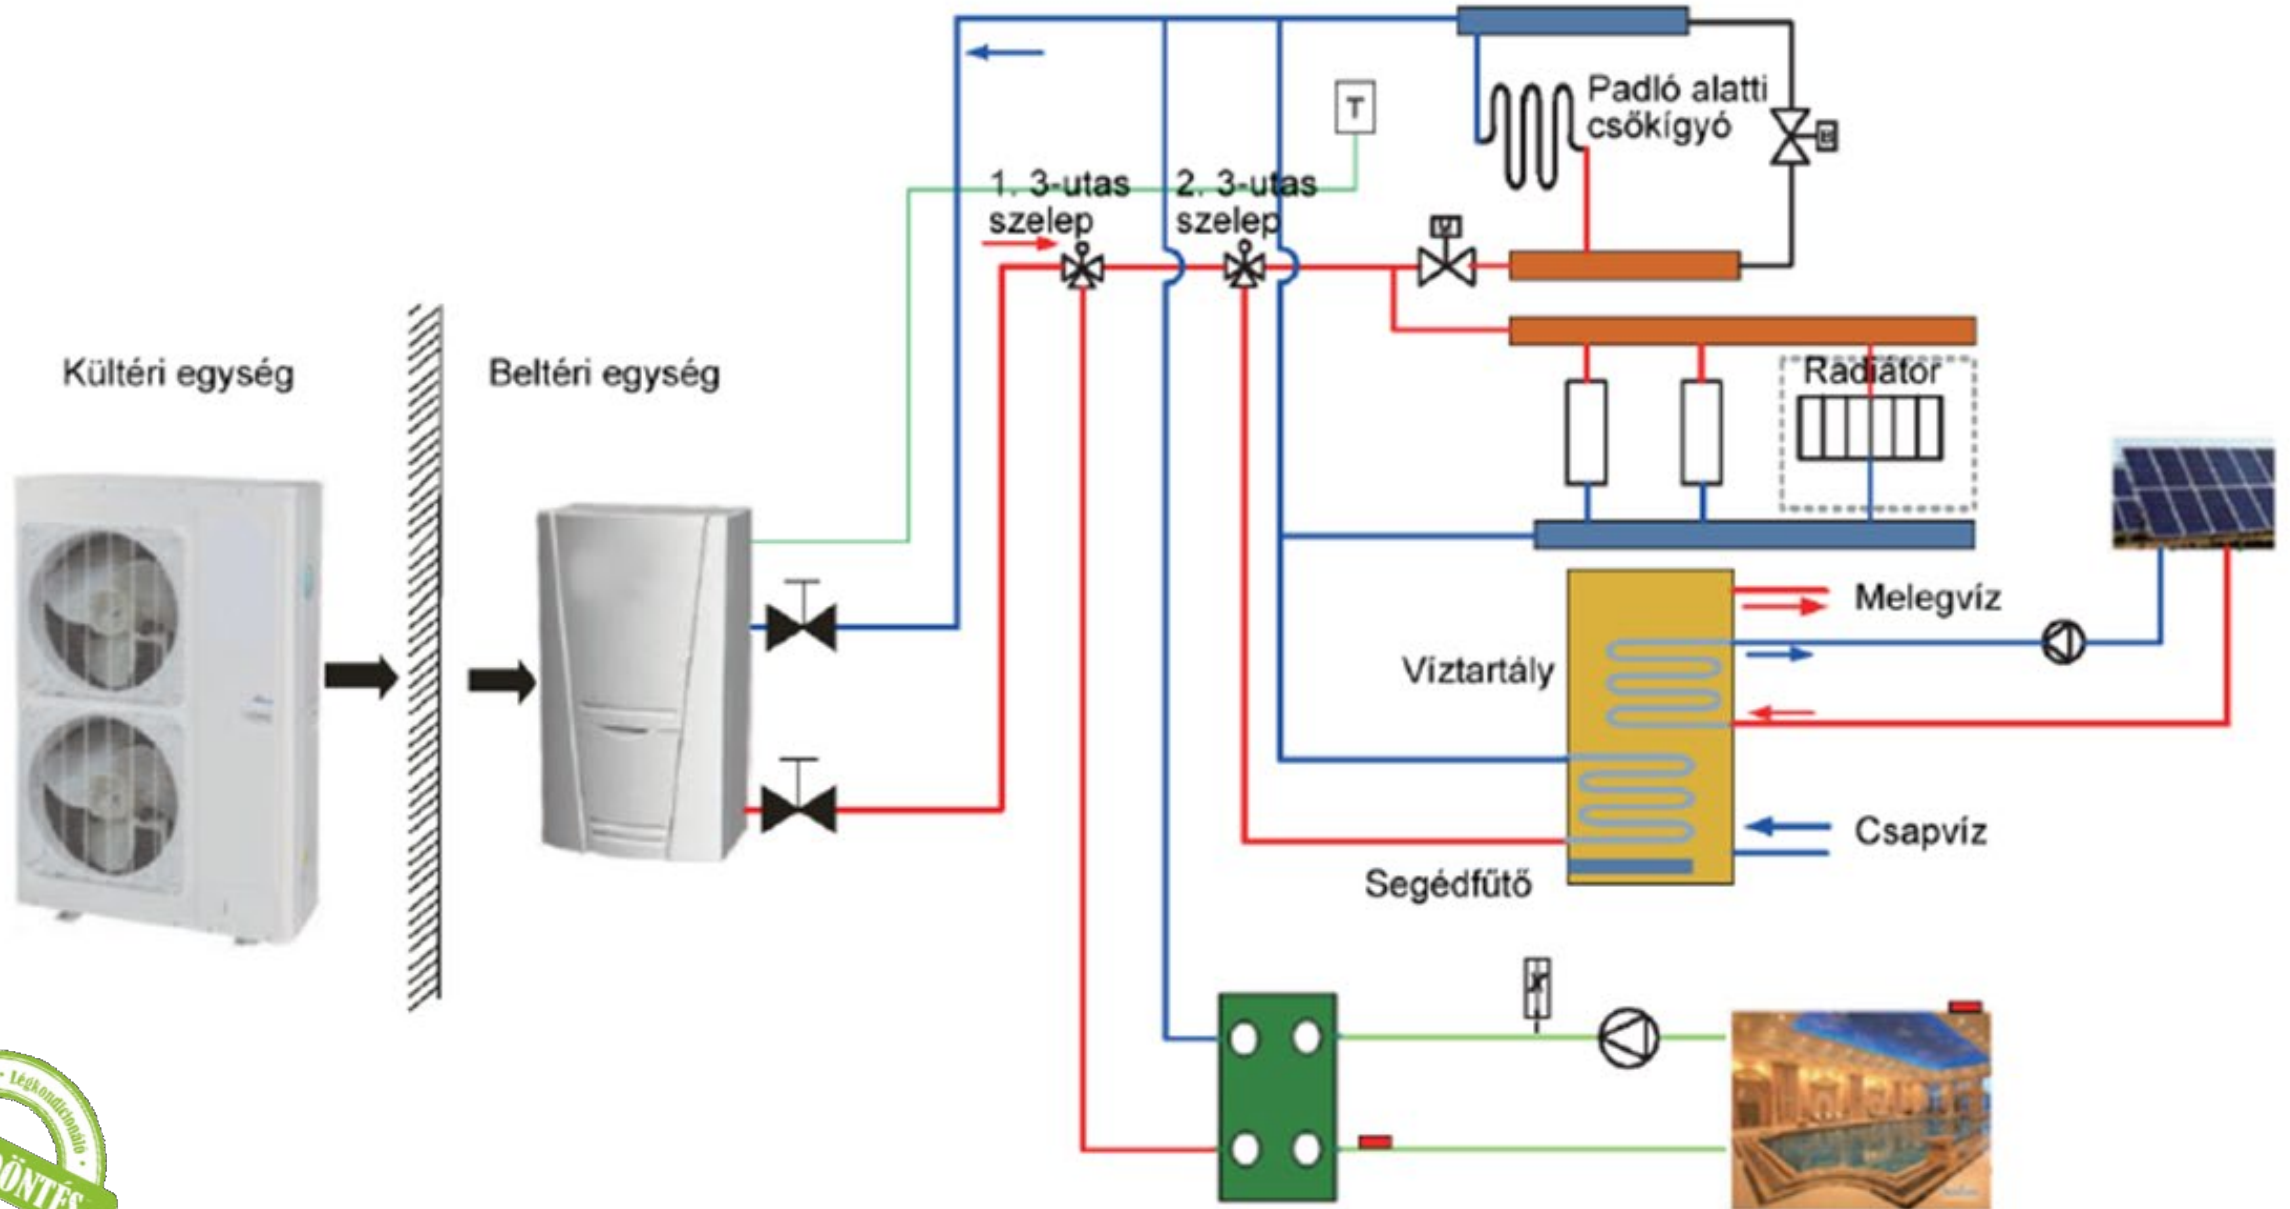 Padló alatti
csőkígyó
T
1. 3-utas
szelep
2. 3-utas
szelep
Kültéri egység
Beltéri egység
Radiátor
Melegvíz
Víztartály
Csapvíz
Segédfűtő
Légkondicionáló